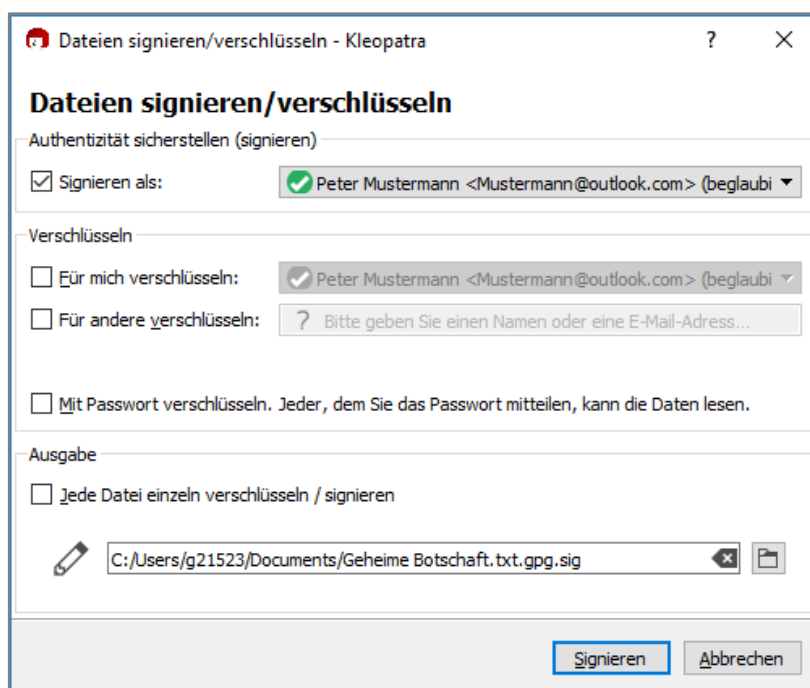 Dateien signieren/verschlüsseln - Kleopatra
Dateien signieren/verschlüsseln
Authentizität sicherstellen (signieren)
Signieren als:
Peter Mustermann <Mustermann@outlook.com> (beglaubi
Verschlüsseln
Für mich verschlüsseln:
Peter Mustermann <Mustermann@outlook.com> (beglaubi
Für andere verschlüsseln:
Bitte geben Sie einen Namen oder eine E-Mail-Adress...
Mit Passwort verschlüsseln. Jeder, dem Sie das Passwort mitteilen, kann die Daten lesen.
Ausgabe
Jede Datei einzeln verschlüsseln / signieren
C:/Users/g21523/Documents/Geheime Botschaft.txt.gpg.sig
Signieren
Abbrechen